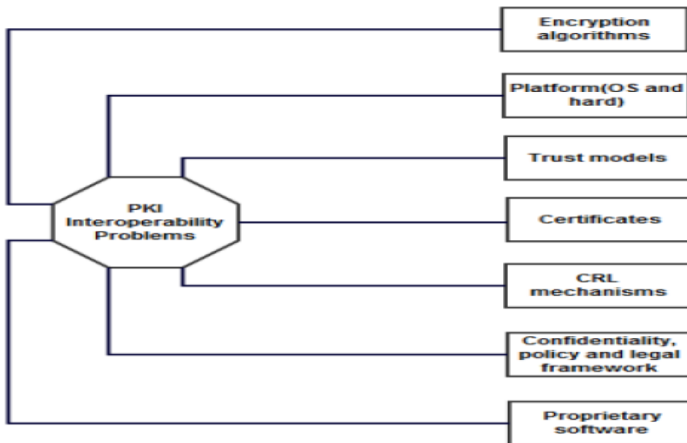 Encryption
algorithms
Platform(OS and
hard)
Trust models
PKI
Interoperability
Problems
Certificates
CRL
mechanisms
Confidentiality,
policy and legal
framework
Proprietary
software